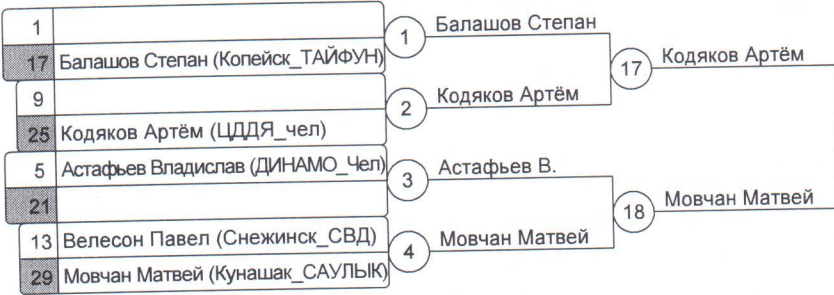 1
17 Балашов Степан (Копейск_ТАЙФУН)
1
Балашов Степан
9
25 Кодяков Артём (ЦДДЯ_чел)
2
Кодяков Артём
17
Кодяков Артём
5 Астафьев Владислав (ДИНАМО_Чел)
21
3
Астафьев В.
13 Велесон Павел (Снежинск_СВД)
29 Мовчан Матвей (Кунашак_САУЛЫК)
4
Мовчан Матвей
18
Мовчан Матвей